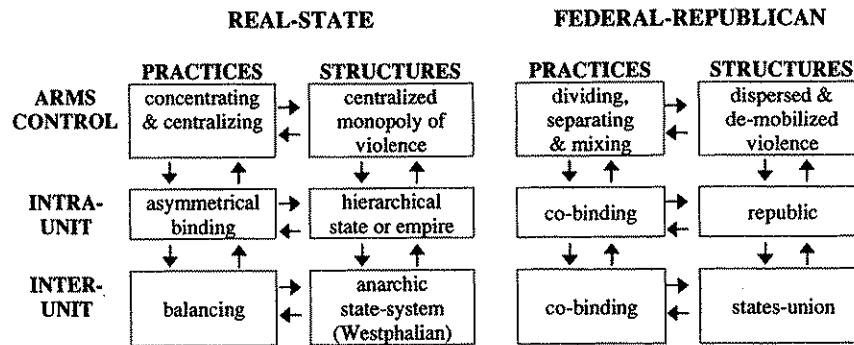 REAL-STATE
FEDERAL-REPUBLICAN
PRACTICES
STRUCTURES
PRACTICES
STRUCTURES
ARMS
CONTROL
concentrating
& centralizing
centralized
monopoly of
violence
dividing,
separating
& mixing
dispersed &
de-mobilized
violence
INTRA-
UNIT
asymmetrical
binding
hierarchical
state or empire
co-binding
republic
INTER-
UNIT
balancing
anarchic
state-system
(Westphalian)
co-binding
states-union